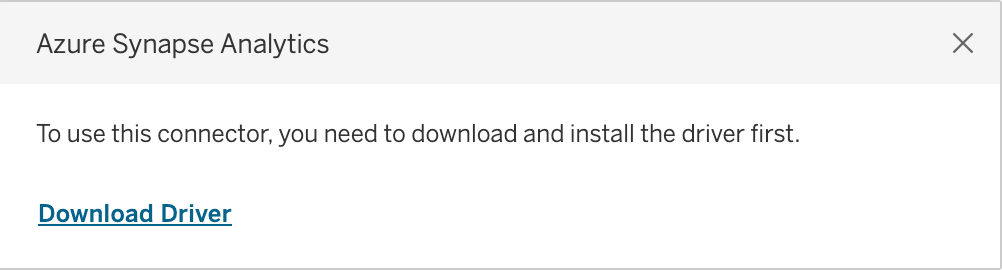 Azure Synapse Analytics
To use this connector, you need to download and install the driver first.
Download Driver